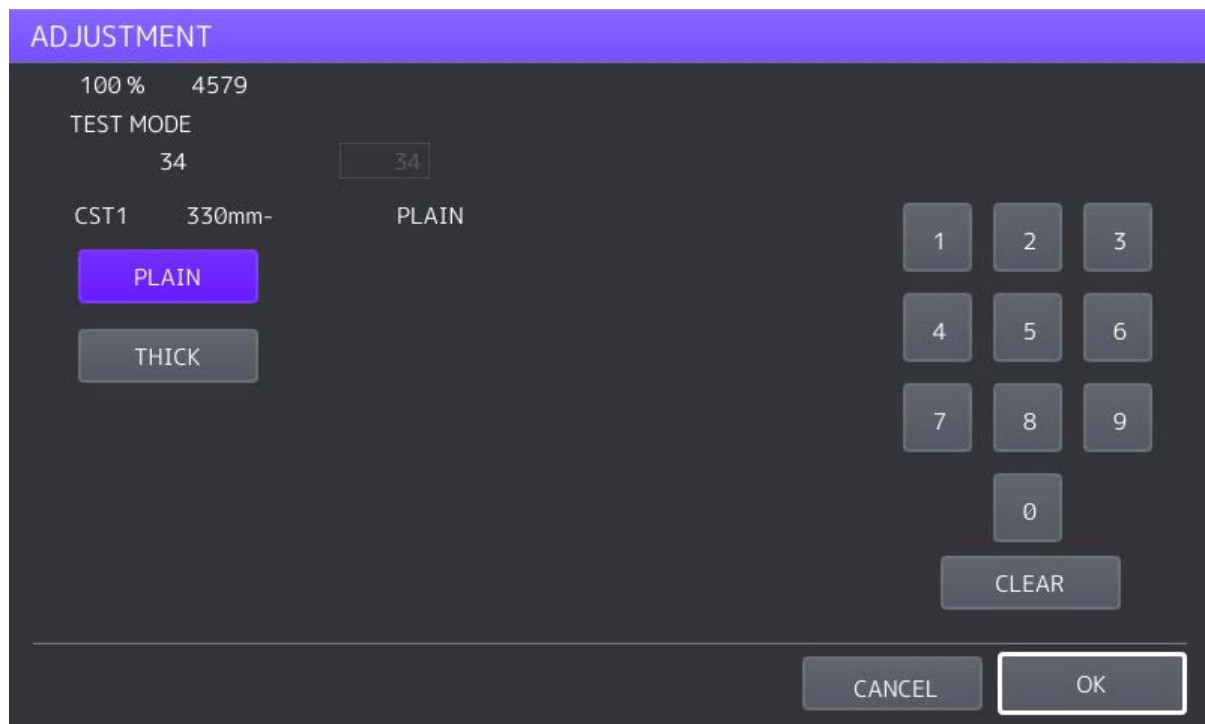 ADJUSTMENT
100 % 4579
TEST MODE
34 34
CST1 330mm- PLAIN
PLAIN
THICK
1 2 3
4 5 6
7 8 9
0
CLEAR
CANCEL OK